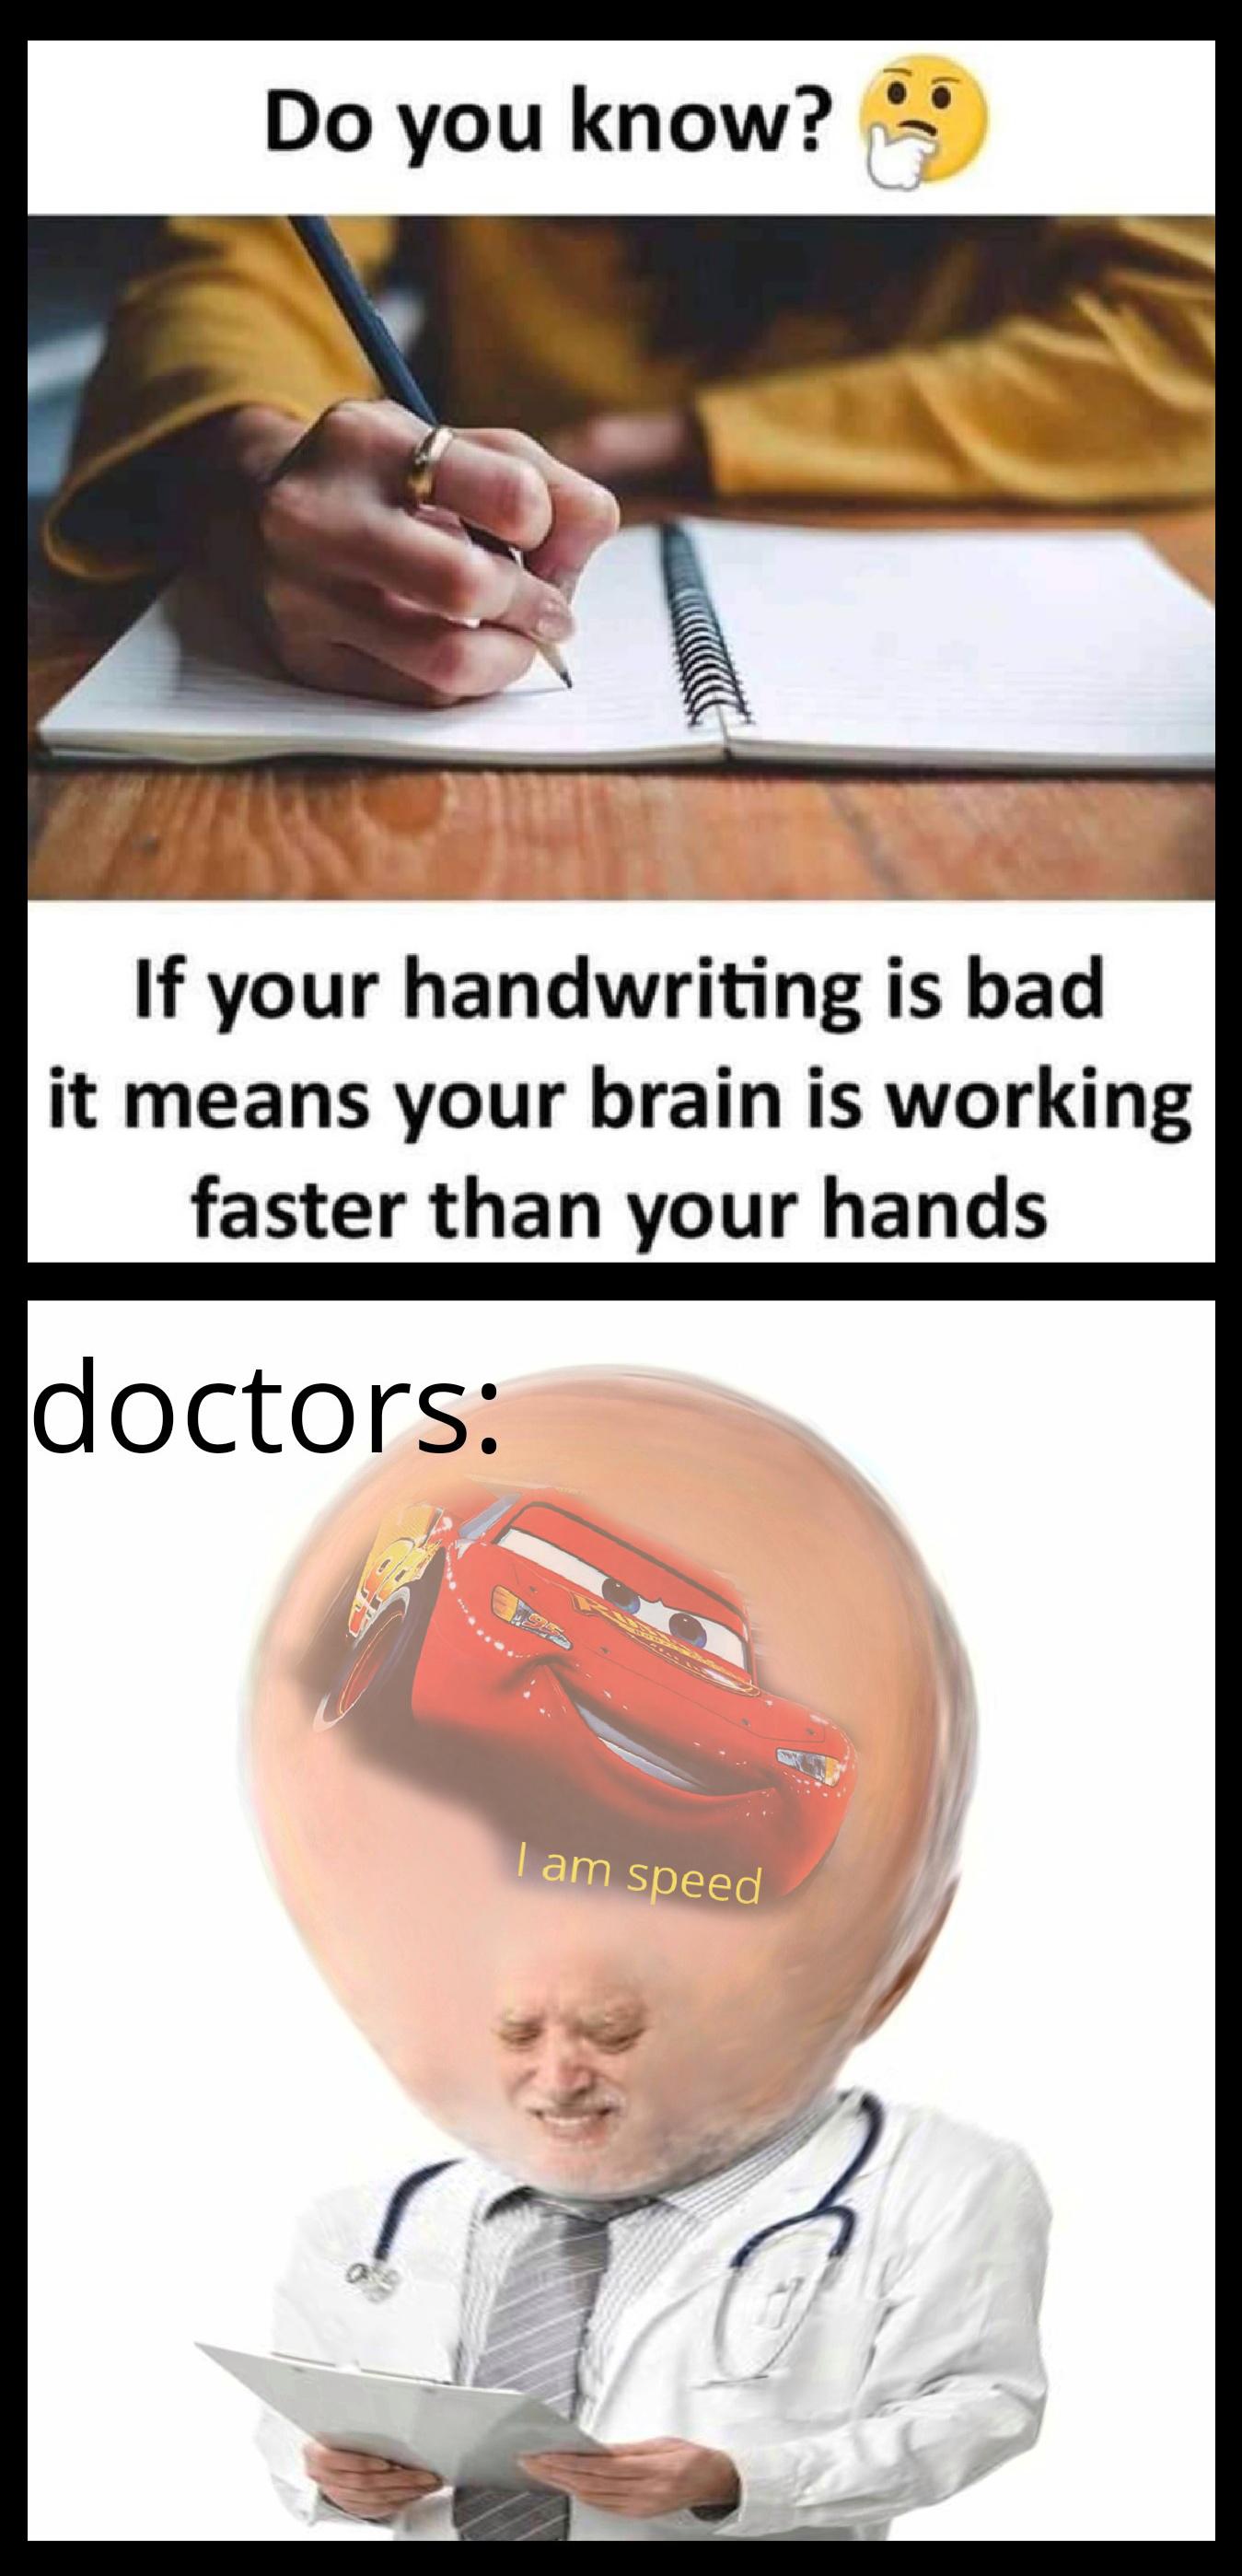 Do you know? 🤔
If your handwriting is bad
it means your brain is working
faster than your hands
doctors:
I am speed